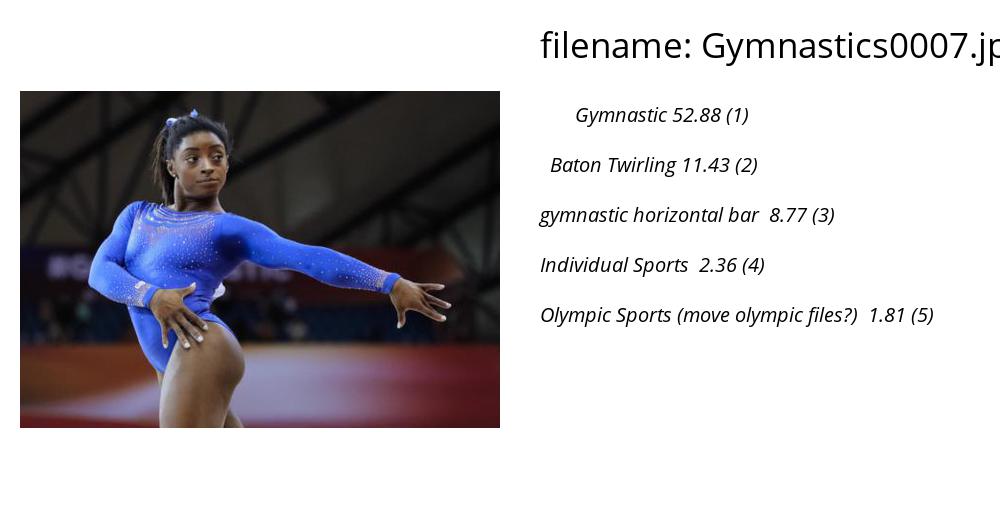 filename: Gymnastics0007.jp
Gymnastic 52.88 (1)
Baton Twirling 11.43 (2)
gymnastic horizontal bar 8.77 (3)
Individual Sports 2.36 (4)
Olympic Sports (move olympic files?) 1.81 (5)